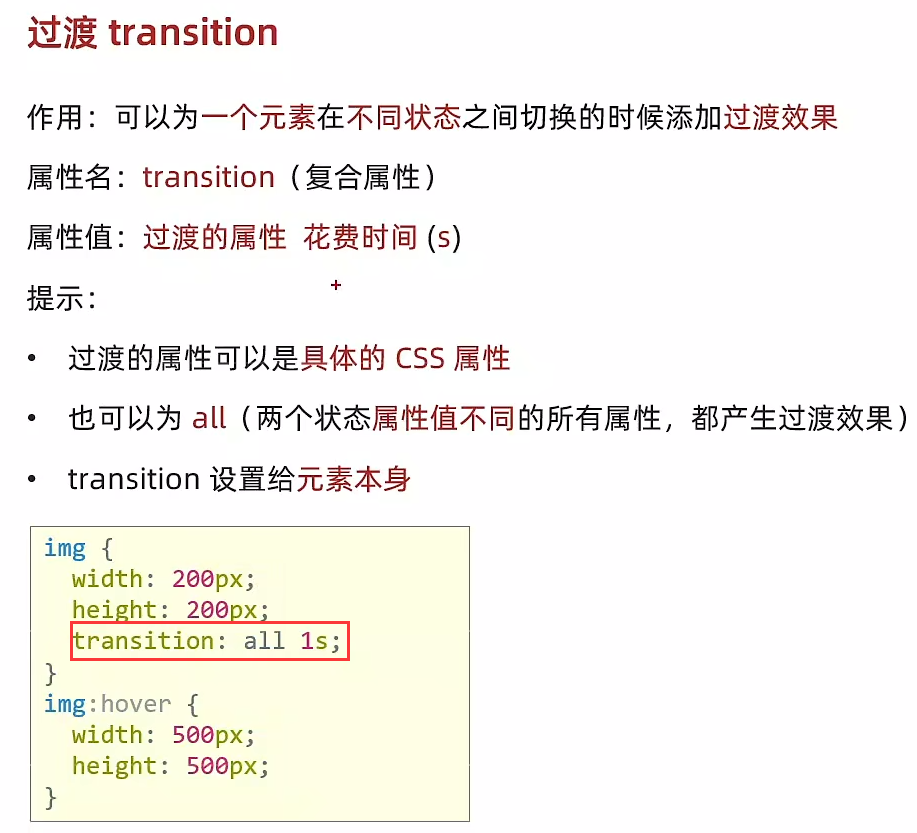 过渡 transition
作用：可以为一个元素在不同状态之间切换的时候添加过渡效果
属性名：transition（复合属性）
属性值：过渡的属性 花费时间 (s)
提示：
• 过渡的属性可以是具体的 CSS 属性
• 也可以为 all（两个状态属性值不同的所有属性，都产生过渡效果）
• transition 设置给元素本身
img {
  width: 200px;
  height: 200px;
  transition: all 1s;
}
img:hover {
  width: 500px;
  height: 500px;
}